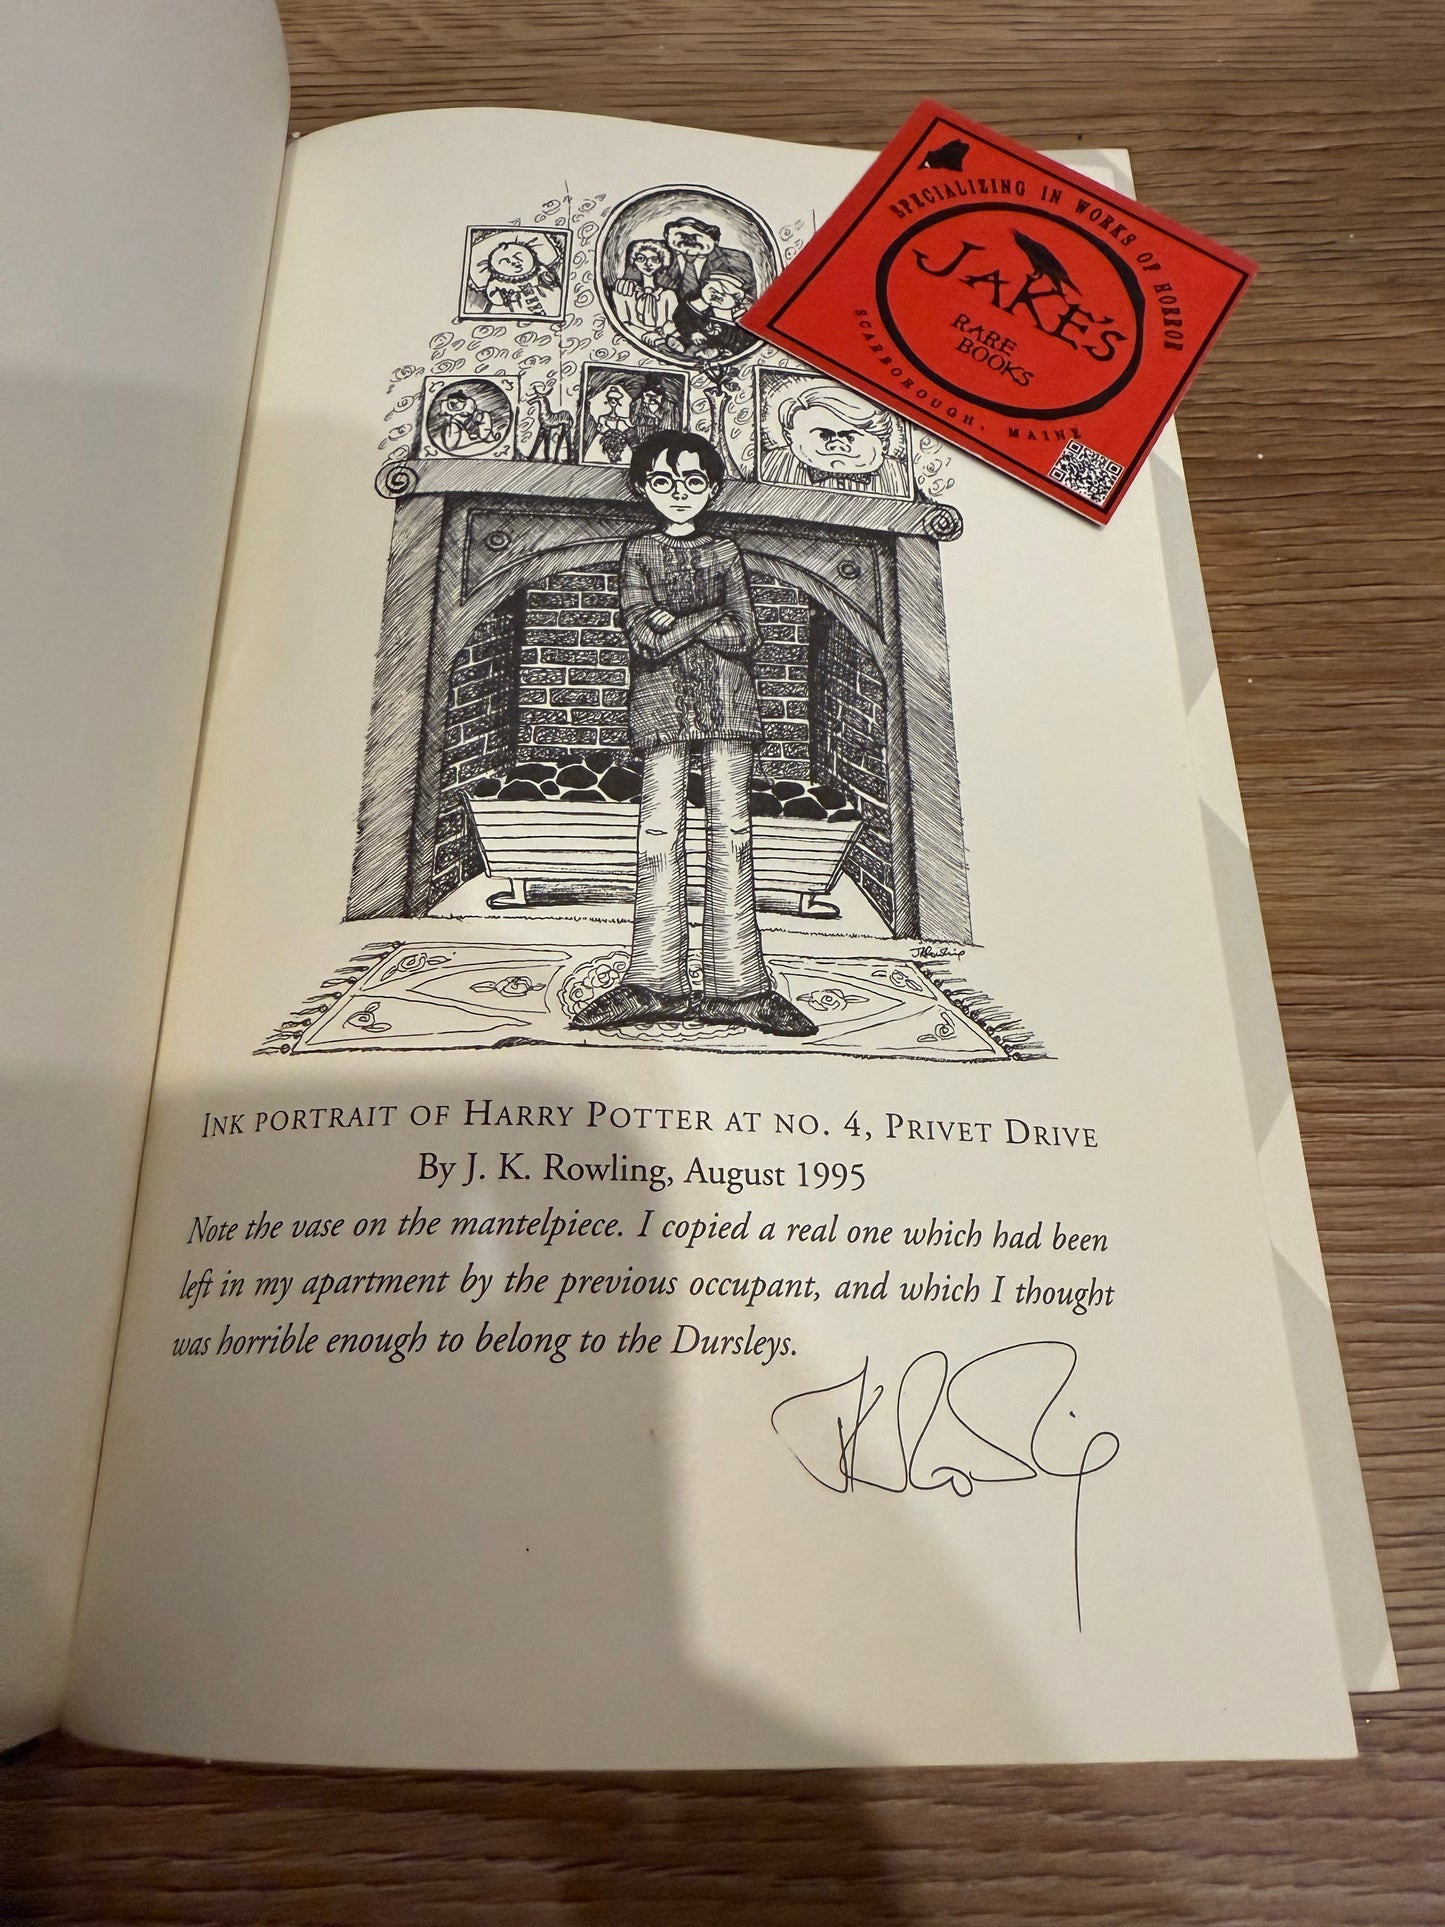 SPECIALIZING IN WORKS OF HORROR
JAKE'S
RARE
BOOKS
SCARBOROUGH, MAINE
JKRowling
INK PORTRAIT OF HARRY POTTER AT NO. 4, PRIVET DRIVE
By J. K. Rowling, August 1995
Note the vase on the mantelpiece. I copied a real one which had been
left in my apartment by the previous occupant, and which I thought
was horrible enough to belong to the Dursleys.
JKRowling